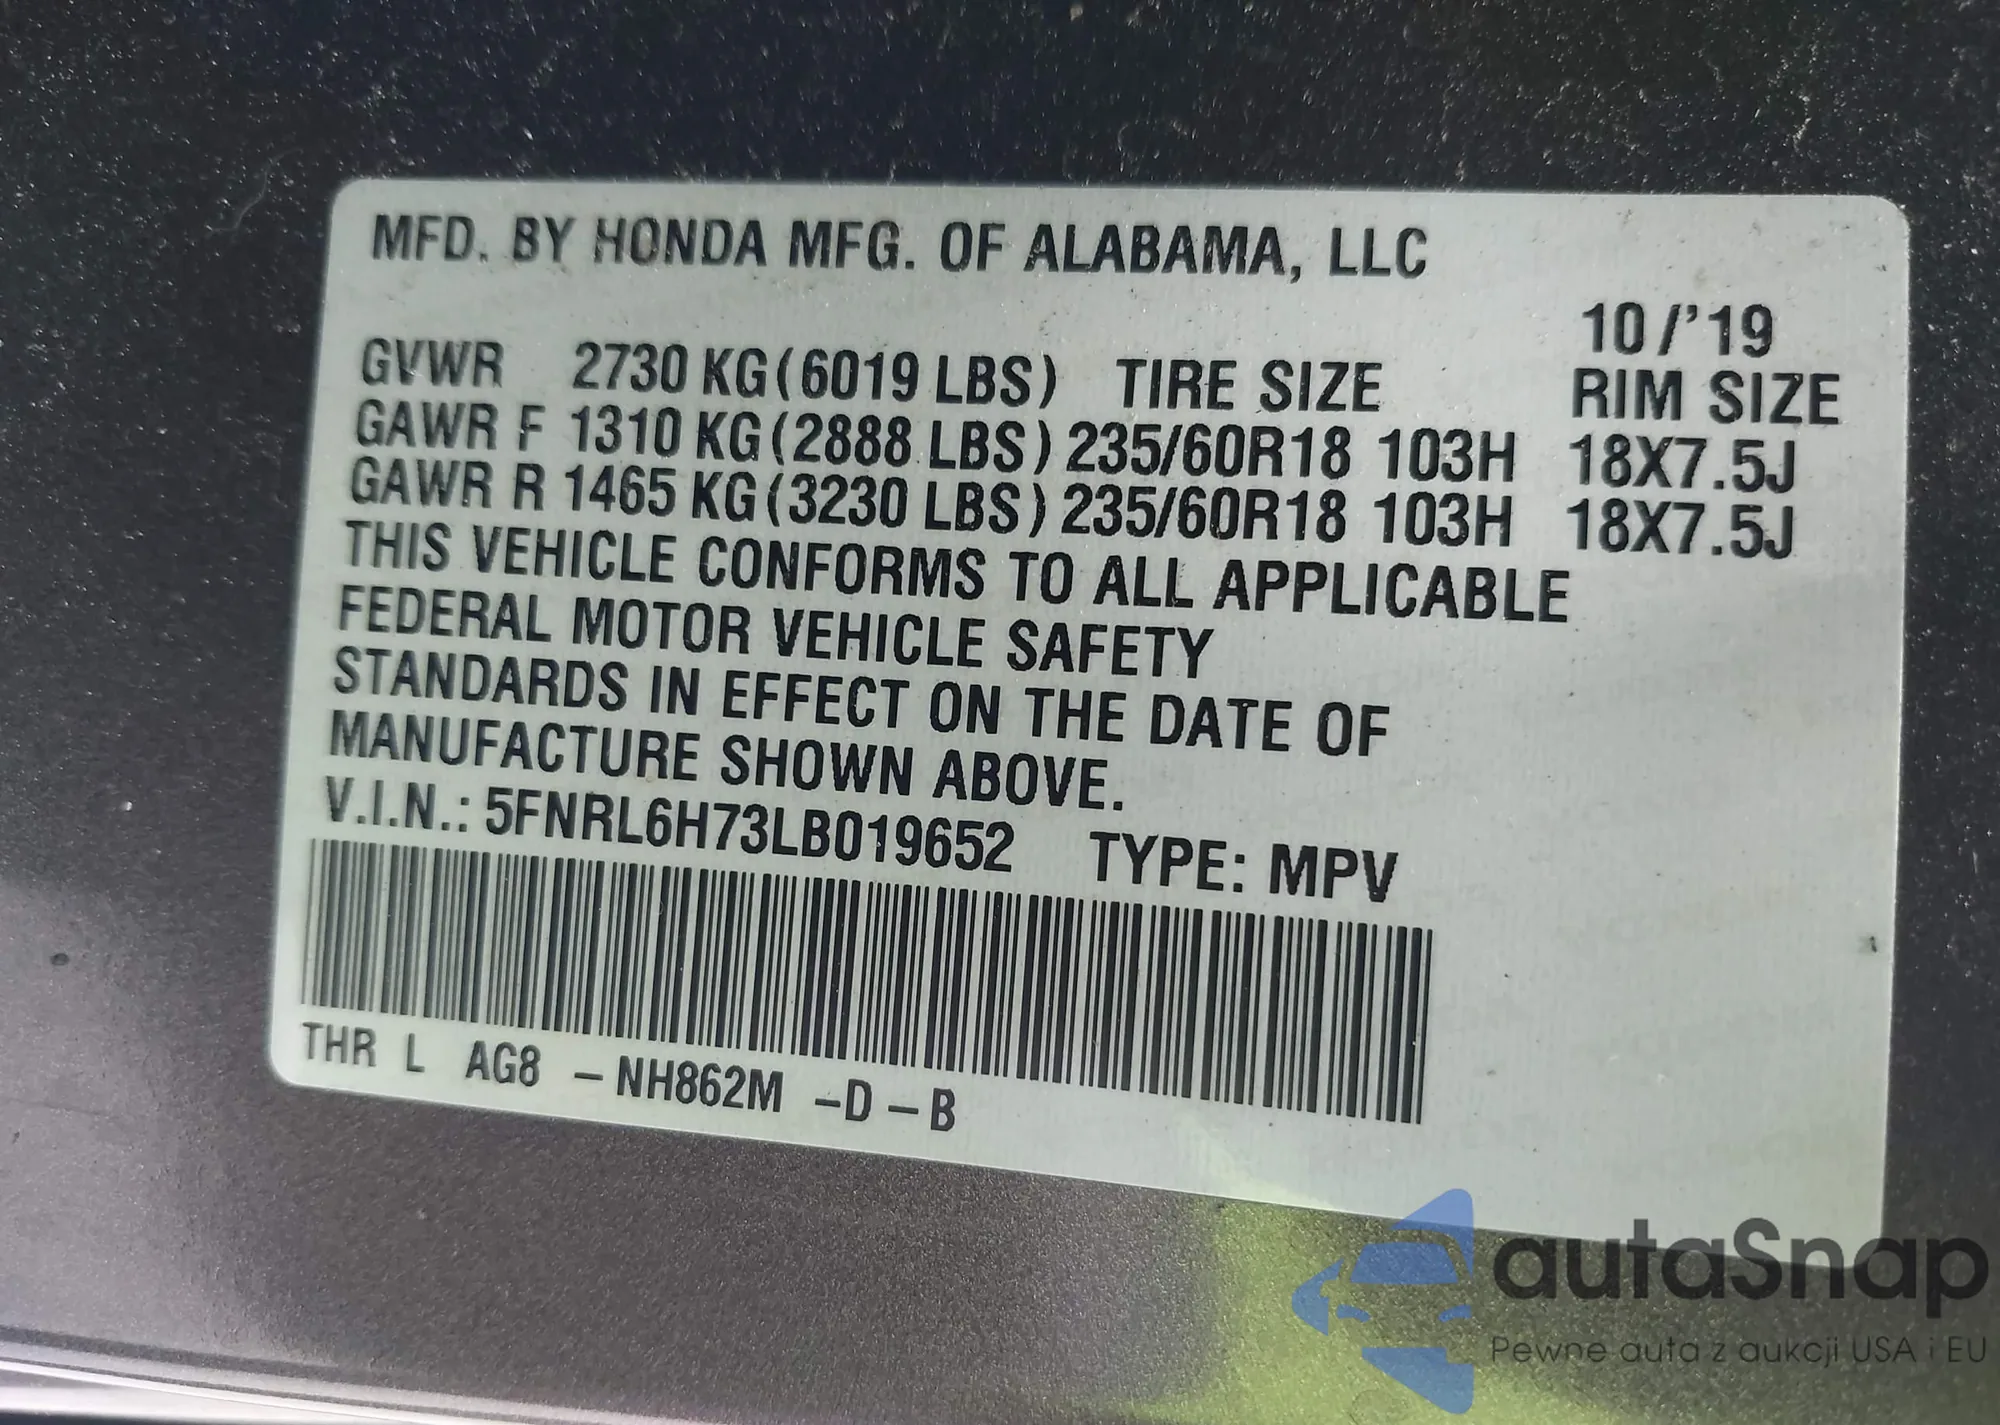 MFD. BY HONDA MFG. OF ALABAMA, LLC
10/'19
GVWR 2730 KG(6019 LBS) TIRE SIZE RIM SIZE
GAWR F 1310 KG(2888 LBS) 235/60R18 103H 18X7.5J
GAWR R 1465 KG(3230 LBS) 235/60R18 103H 18X7.5J
THIS VEHICLE CONFORMS TO ALL APPLICABLE
FEDERAL MOTOR VEHICLE SAFETY
STANDARDS IN EFFECT ON THE DATE OF
MANUFACTURE SHOWN ABOVE.
V.I.N.: 5FNRL6H73LB019652 TYPE: MPV
THR L AG8 -NH862M -D-B
autaSnap
Pewne auta z aukcji USA i EU